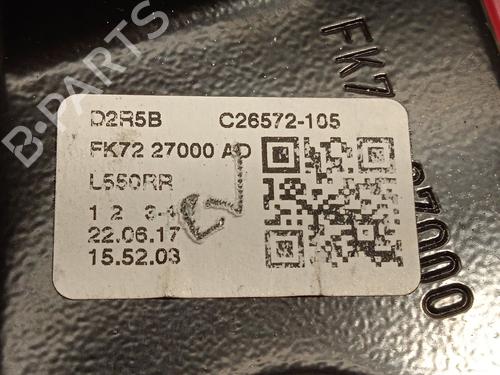 B-PARTS
D2R5B C26572-105
FK72 27000 AD
L550RR
1 2 3-4
22.06.17
15.52.03
FK7
27000